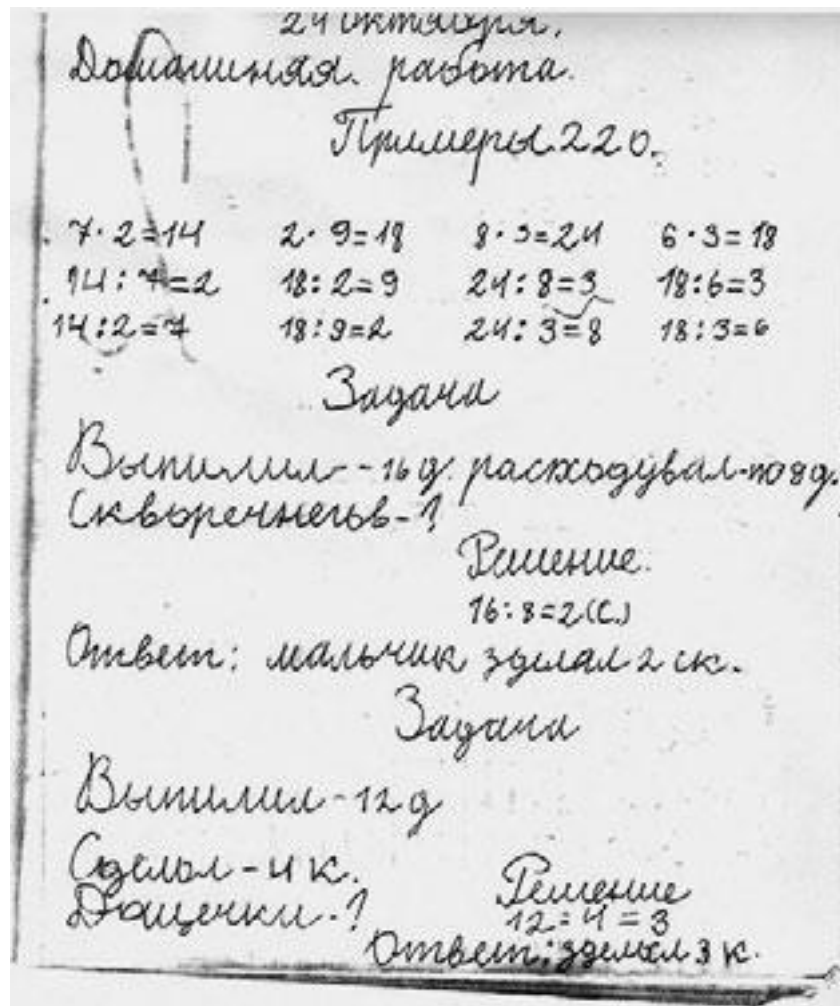 24 октября.
Домашняя. работа.
Примеры 220.
7·2=14 2·9=18 8·3=24 6·3=18
14:7=2 18:2=9 24:8=3 18:6=3
14:2=7 18:9=2 24:3=8 18:3=6
Задача
Выпилил--16 д. расходувал-по 8 д.
Скворечнегьв-?
Решение.
16:8=2(С.)
Ответ: мальчик зделал 2 ск.
Задача
Выпилил-12 д
Сделал-4 к.
Дощечки-?
Решение
12:4=3
Ответ: зделал 3 к.